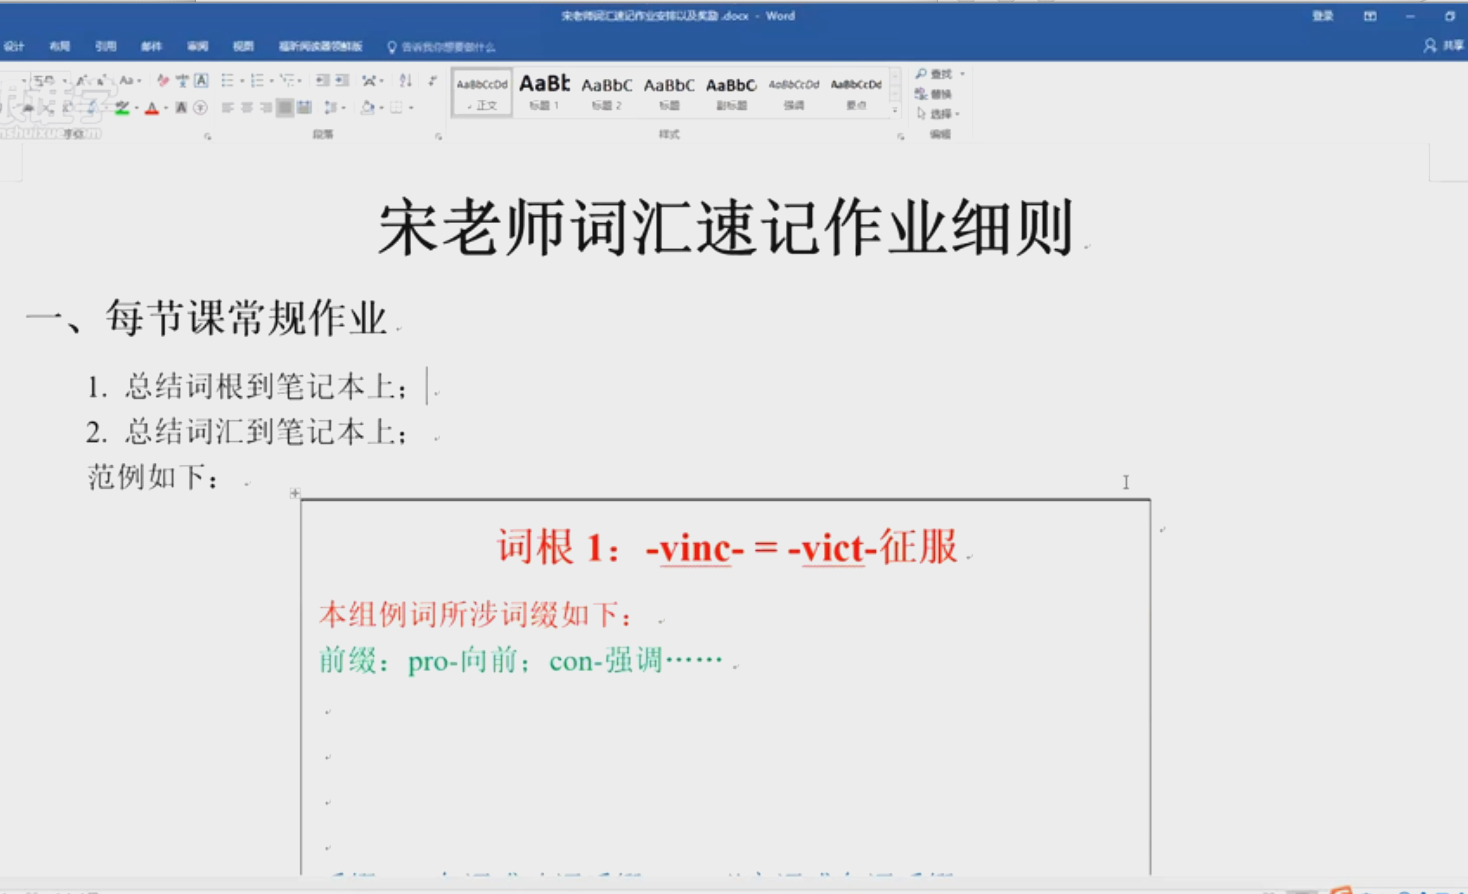 宋老师词汇速记作业安排以及奖励.docx - Word
登录
设计 布局 引用 邮件 审阅 视图 福昕阅读器领鲜版 告诉我你想要做什么
共享
AaBbCcDd AaBb AaBbC AaBbC AaBbC AaBbCcDd AaBbCcDd
正文 标题 1 标题 2 标题 副标题 强调 要点
查找
替换
选择
字体 段落 样式 编辑
宋老师词汇速记作业细则
一、每节课常规作业
1. 总结词根到笔记本上；
2. 总结词汇到笔记本上；
范例如下：
词根 1：-vinc- = -vict-征服
本组例词所涉词缀如下：
前缀：pro-向前；con-强调……